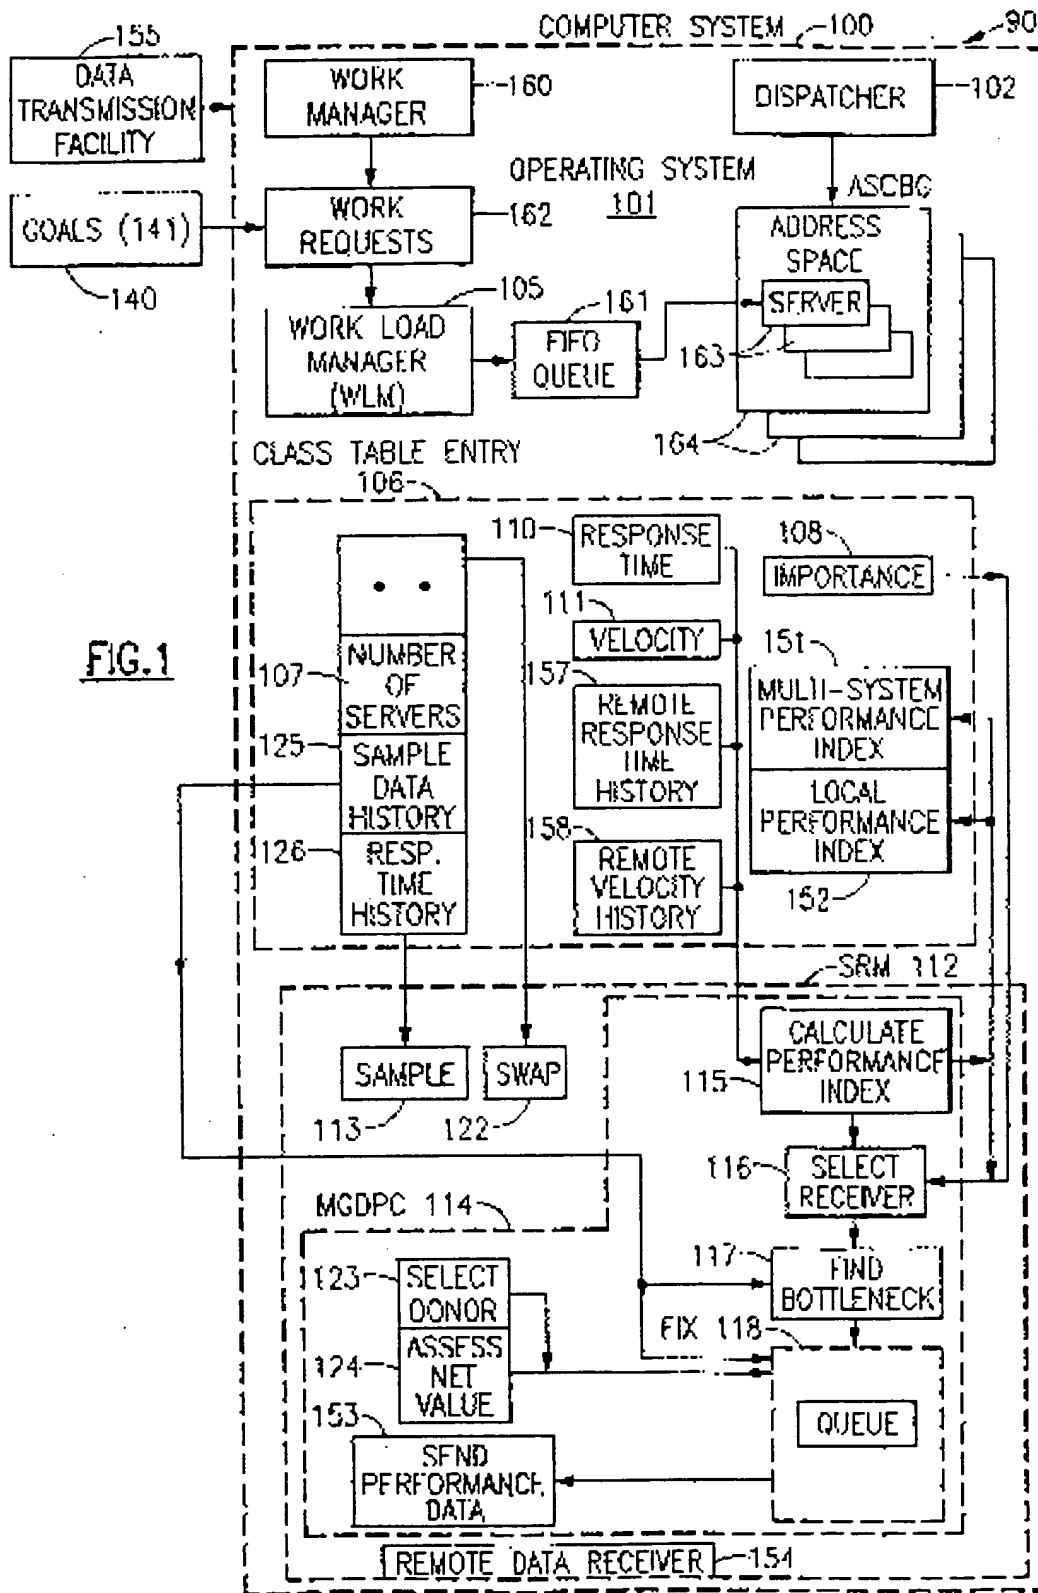 COMPUTER SYSTEM 100
90
155
DATA
TRANSMISSION
FACILITY
WORK
MANAGER
160
DISPATCHER
102
OPERATING SYSTEM
101
GOALS (141)
140
WORK
REQUESTS
162
ASCBG
ADDRESS
SPACE
SERVER
163
164
105
WORK LOAD
MANAGER
(WLM)
161
FIFO
QUEUE
CLASS TABLE ENTRY
106
110
RESPONSE
TIME
108
IMPORTANCE
111
VELOCITY
FIG.1
107
NUMBER
OF
SERVERS
157
REMOTE
RESPONSE
TIME
HISTORY
151
MULTI-SYSTEM
PERFORMANCE
INDEX
125
SAMPLE
DATA
HISTORY
LOCAL
PERFORMANCE
INDEX
152
126
RESP.
TIME
HISTORY
158
REMOTE
VELOCITY
HISTORY
SRM 112
SAMPLE
113
SWAP
122
CALCULATE
PERFORMANCE
INDEX
115
116
SELECT
RECEIVER
MGDPC 114
117
FIND
BOTTLENECK
123
SELECT
DONOR
FIX 118
124
ASSESS
NET
VALUE
QUEUE
153
SEND
PERFORMANCE
DATA
REMOTE DATA RECEIVER
154